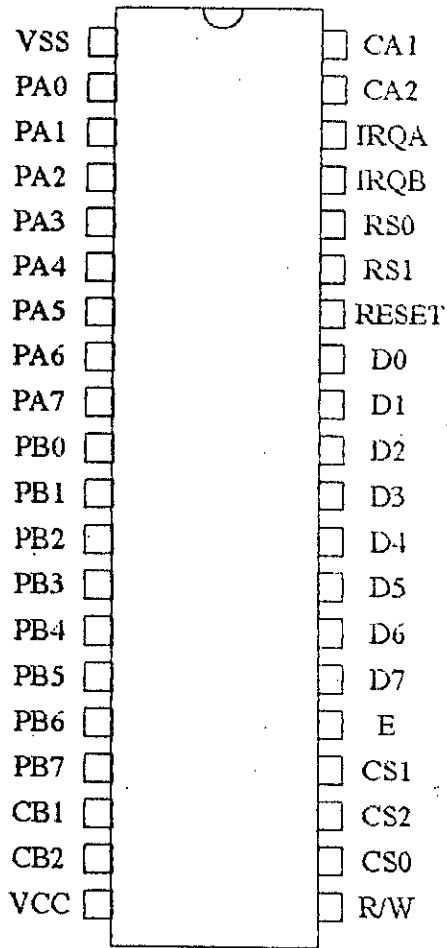 VSS CA1
PA0 CA2
PA1 IRQA
PA2 IRQB
PA3 RS0
PA4 RS1
PA5 RESET
PA6 D0
PA7 D1
PB0 D2
PB1 D3
PB2 D4
PB3 D5
PB4 D6
PB5 D7
PB6 E
PB7 CS1
CB1 CS2
CB2 CS0
VCC R/W